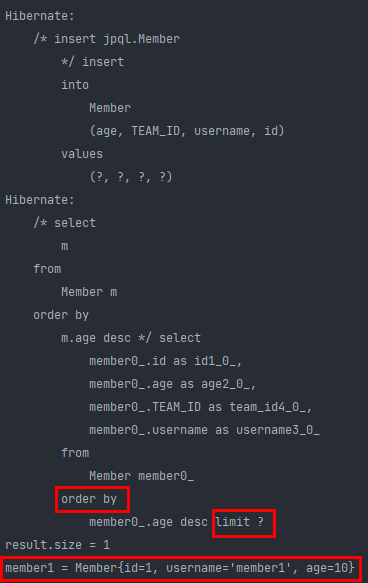 Hibernate:
    /* insert jpql.Member
        */ insert
        into
            Member
            (age, TEAM_ID, username, id)
        values
            (?, ?, ?, ?)
Hibernate:
    /* select
        m
    from
        Member m
    order by
        m.age desc */ select
            member0_.id as id1_0_,
            member0_.age as age2_0_,
            member0_.TEAM_ID as team_id4_0_,
            member0_.username as username3_0_
        from
            Member member0_
        order by
            member0_.age desc limit ?
result.size = 1
member1 = Member{id=1, username='member1', age=10}